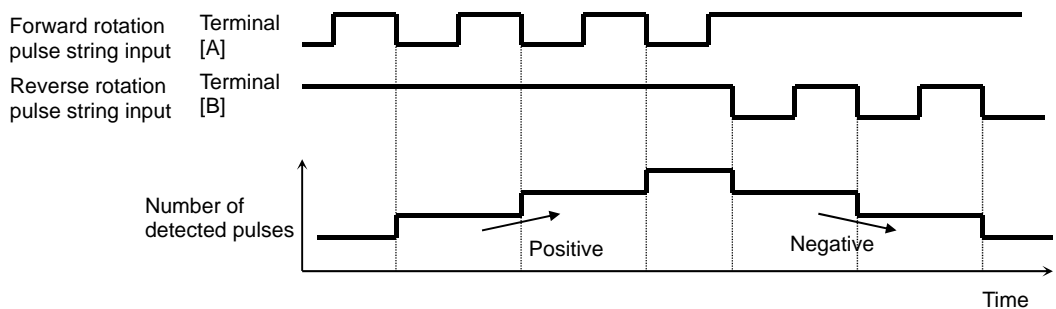 Forward rotation
pulse string input
Terminal
[A]
Reverse rotation
pulse string input
Terminal
[B]
Number of
detected pulses
Positive
Negative
Time